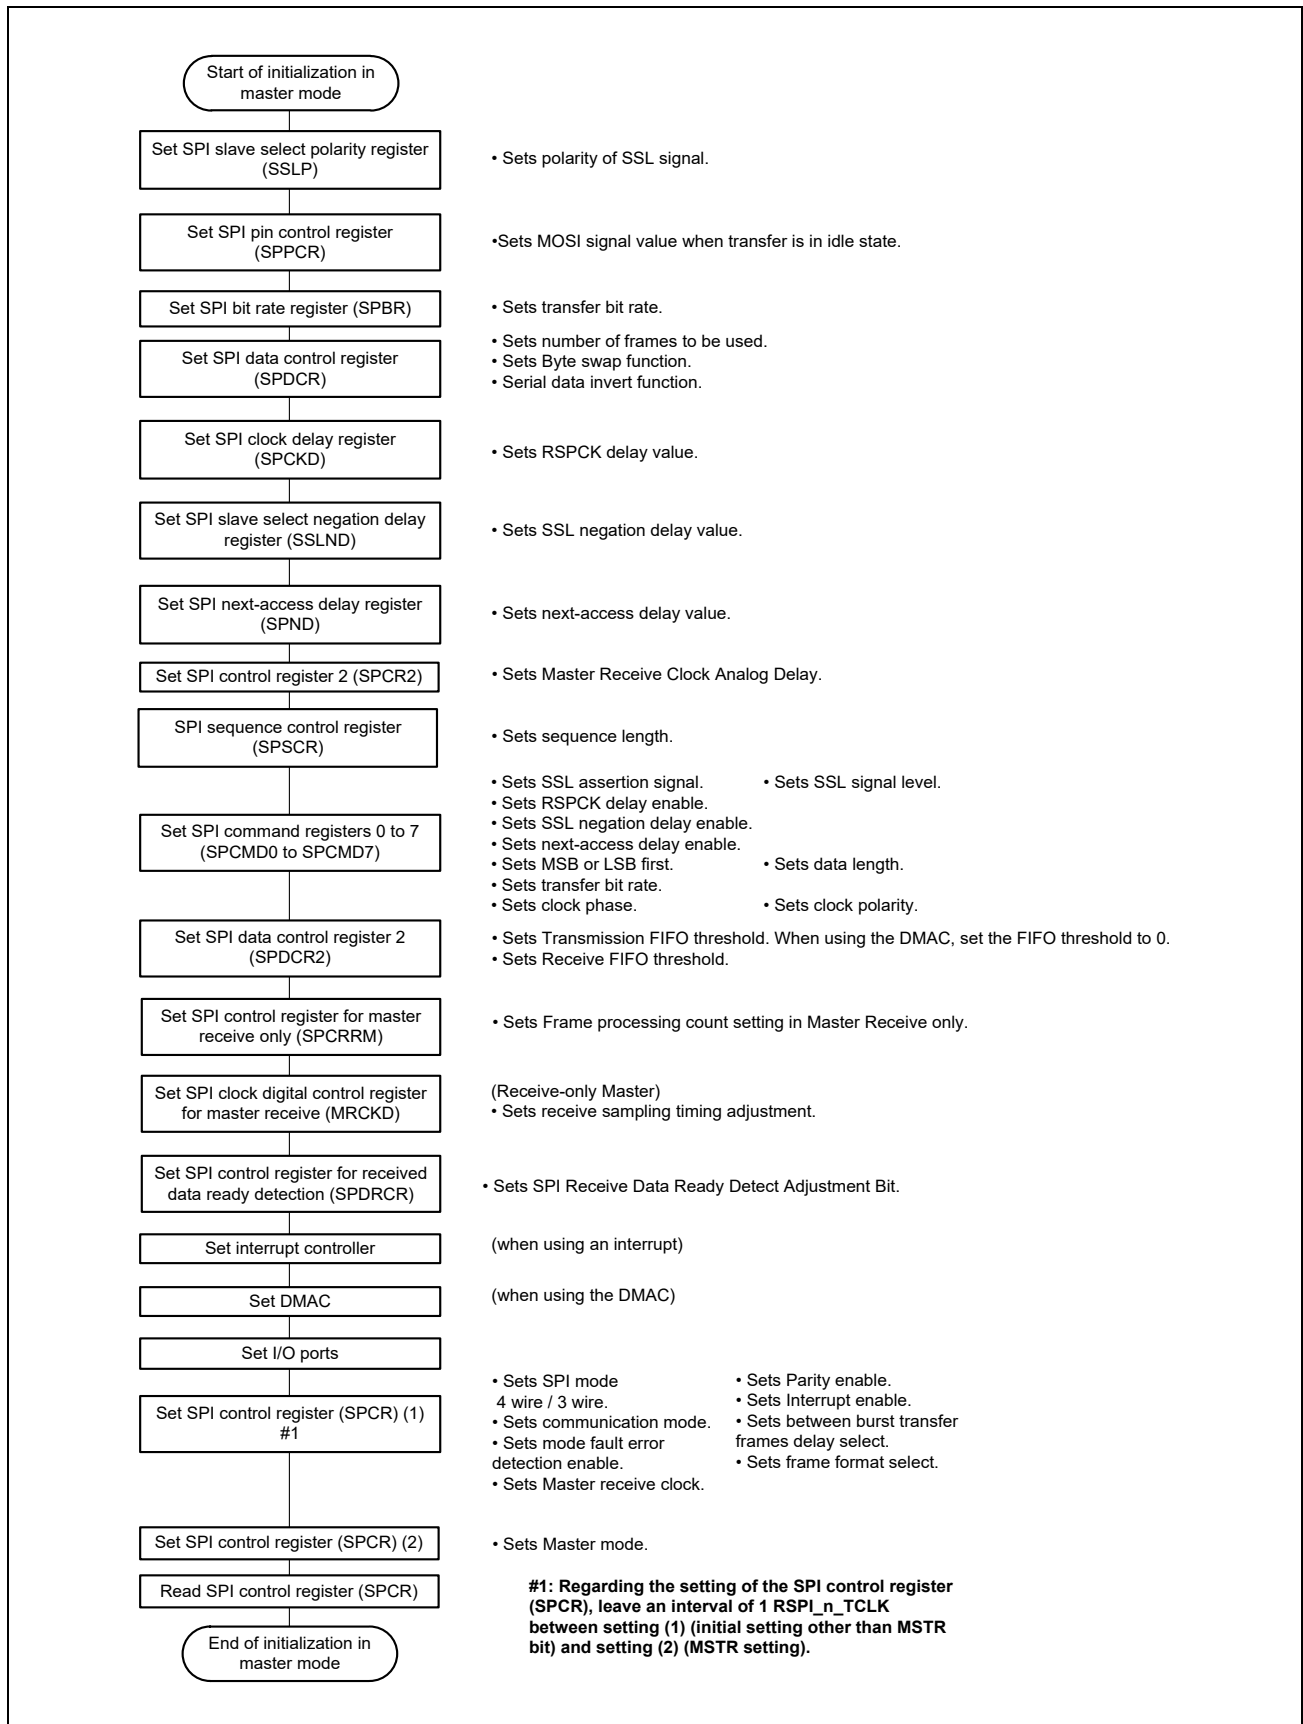 Start of initialization in
master mode
Set SPI slave select polarity register
(SSLP)
• Sets polarity of SSL signal.
Set SPI pin control register
(SPPCR)
•Sets MOSI signal value when transfer is in idle state.
Set SPI bit rate register (SPBR)
• Sets transfer bit rate.
Set SPI data control register
(SPDCR)
• Sets number of frames to be used.
• Sets Byte swap function.
• Serial data invert function.
Set SPI clock delay register
(SPCKD)
• Sets RSPCK delay value.
Set SPI slave select negation delay
register (SSLND)
• Sets SSL negation delay value.
Set SPI next-access delay register
(SPND)
• Sets next-access delay value.
Set SPI control register 2 (SPCR2)
• Sets Master Receive Clock Analog Delay.
SPI sequence control register
(SPSCR)
• Sets sequence length.
Set SPI command registers 0 to 7
(SPCMD0 to SPCMD7)
• Sets SSL assertion signal. • Sets SSL signal level.
• Sets RSPCK delay enable.
• Sets SSL negation delay enable.
• Sets next-access delay enable.
• Sets MSB or LSB first. • Sets data length.
• Sets transfer bit rate.
• Sets clock phase. • Sets clock polarity.
Set SPI data control register 2
(SPDCR2)
• Sets Transmission FIFO threshold. When using the DMAC, set the FIFO threshold to 0.
• Sets Receive FIFO threshold.
Set SPI control register for master
receive only (SPCRRM)
• Sets Frame processing count setting in Master Receive only.
Set SPI clock digital control register
for master receive (MRCKD)
(Receive-only Master)
• Sets receive sampling timing adjustment.
Set SPI control register for received
data ready detection (SPDRCR)
• Sets SPI Receive Data Ready Detect Adjustment Bit.
Set interrupt controller
(when using an interrupt)
Set DMAC
(when using the DMAC)
Set I/O ports
Set SPI control register (SPCR) (1)
#1
• Sets SPI mode
4 wire / 3 wire.
• Sets communication mode.
• Sets mode fault error
detection enable.
• Sets Master receive clock.
• Sets Parity enable.
• Sets Interrupt enable.
• Sets between burst transfer
frames delay select.
• Sets frame format select.
Set SPI control register (SPCR) (2)
• Sets Master mode.
Read SPI control register (SPCR)
#1: Regarding the setting of the SPI control register
(SPCR), leave an interval of 1 RSPI_n_TCLK
between setting (1) (initial setting other than MSTR
bit) and setting (2) (MSTR setting).
End of initialization in
master mode